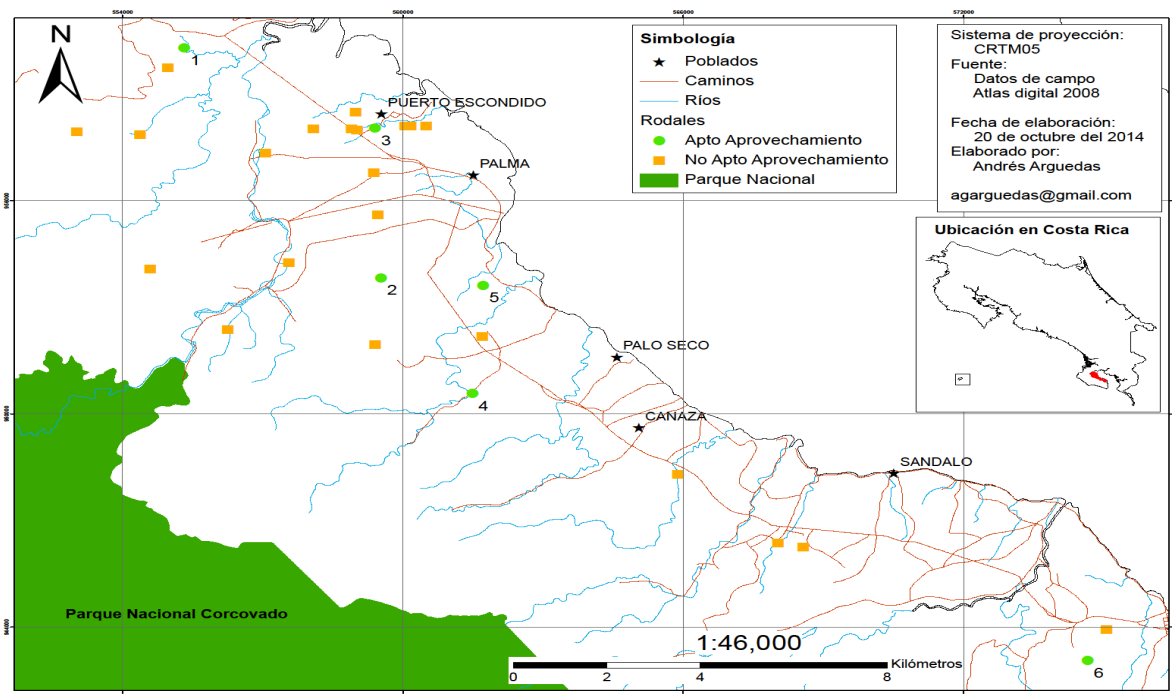 554000
560000
566000
572000
N
Simbología
Poblados
Caminos
Ríos
Rodales
Apto Aprovechamiento
No Apto Aprovechamiento
Parque Nacional
Sistema de proyección:
CRTM05
Fuente:
Datos de campo
Atlas digital 2008
Fecha de elaboración:
20 de octubre del 2014
Elaborado por:
Andrés Arguedas
agarguedas@gmail.com
Ubicación en Costa Rica
1
PUERTO ESCONDIDO
3
PALMA
2
5
PALO SECO
4
CAÑAZA
SANDALO
Parque Nacional Corcovado
1:46,000
Kilómetros
0 2 4 8
6